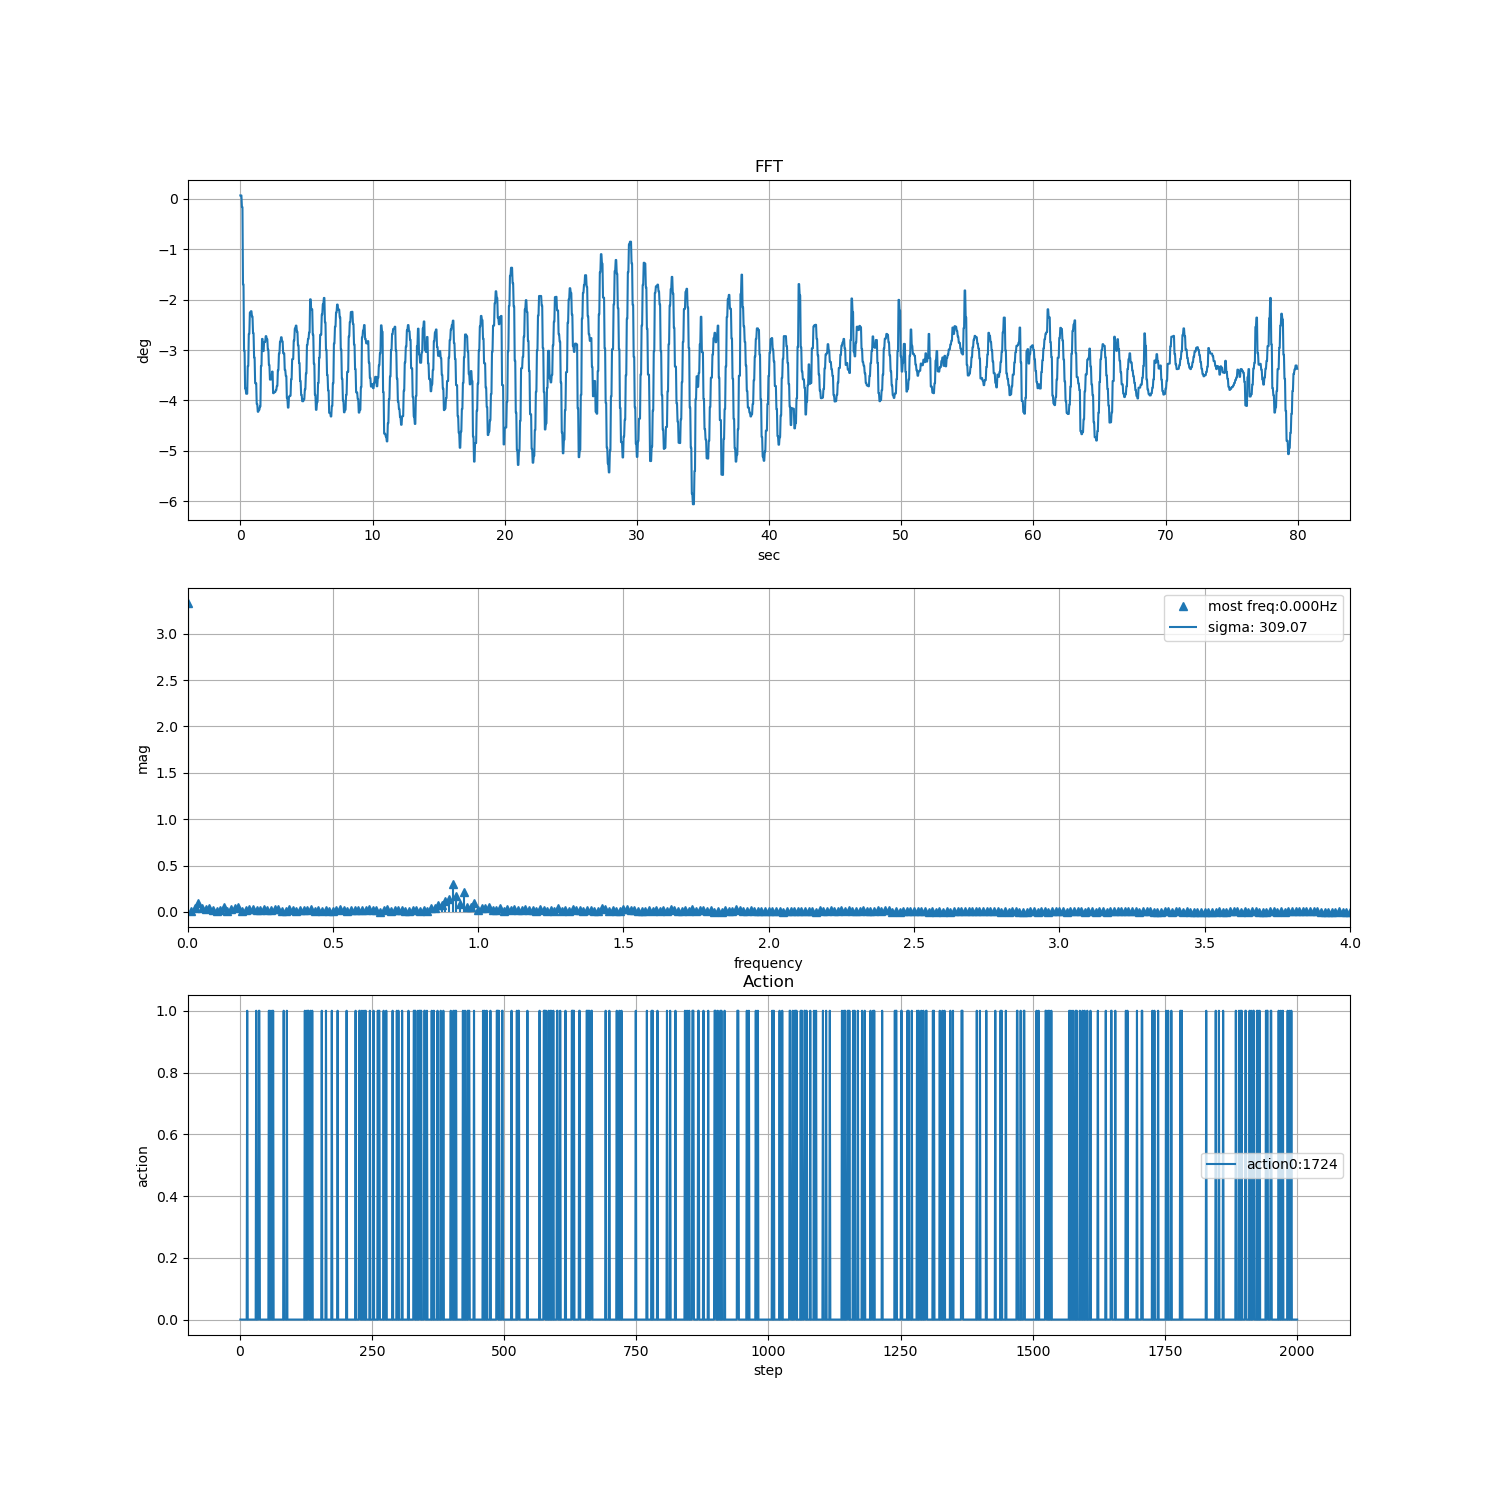 FFT
0
−1
−2
−3
−4
−5
−6
deg
0 10 20 30 40 50 60 70 80
sec
most freq:0.000Hz
sigma: 309.07
3.0
2.5
2.0
1.5
1.0
0.5
0.0
mag
0.0 0.5 1.0 1.5 2.0 2.5 3.0 3.5 4.0
frequency
Action
1.0
0.8
0.6
0.4
0.2
0.0
action
action0:1724
0 250 500 750 1000 1250 1500 1750 2000
step